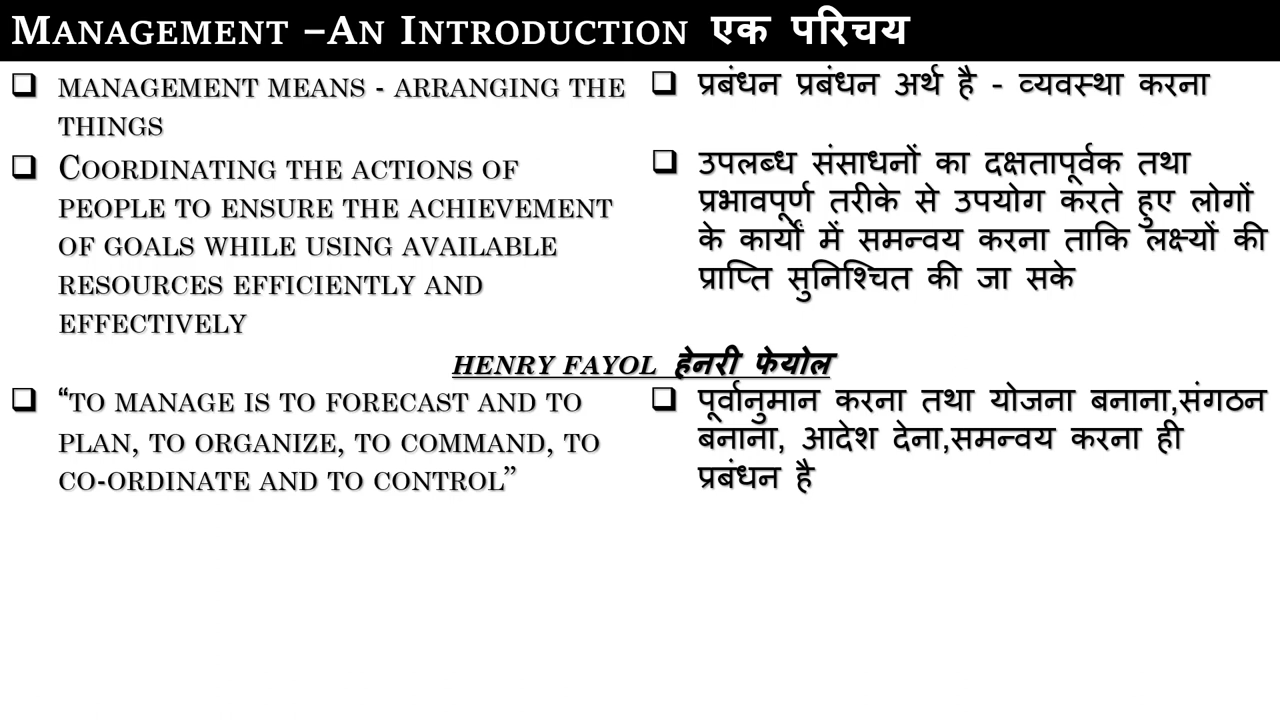 Management –An Introduction एक परिचय
management means - arranging the
things
Coordinating the actions of
people to ensure the achievement
of goals while using available
resources efficiently and
effectively
प्रबंधन प्रबंधन अर्थ है - व्यवस्था करना
उपलब्ध संसाधनों का दक्षतापूर्वक तथा
प्रभावपूर्ण तरीके से उपयोग करते हुए लोगों
के कार्यों में समन्वय करना ताकि लक्ष्यों की
प्राप्ति सुनिश्चित की जा सके
HENRY FAYOL हेनरी फेयोल
“to manage is to forecast and to
plan, to organize, to command, to
co-ordinate and to control”
पूर्वानुमान करना तथा योजना बनाना,संगठन
बनाना, आदेश देना,समन्वय करना ही
प्रबंधन है